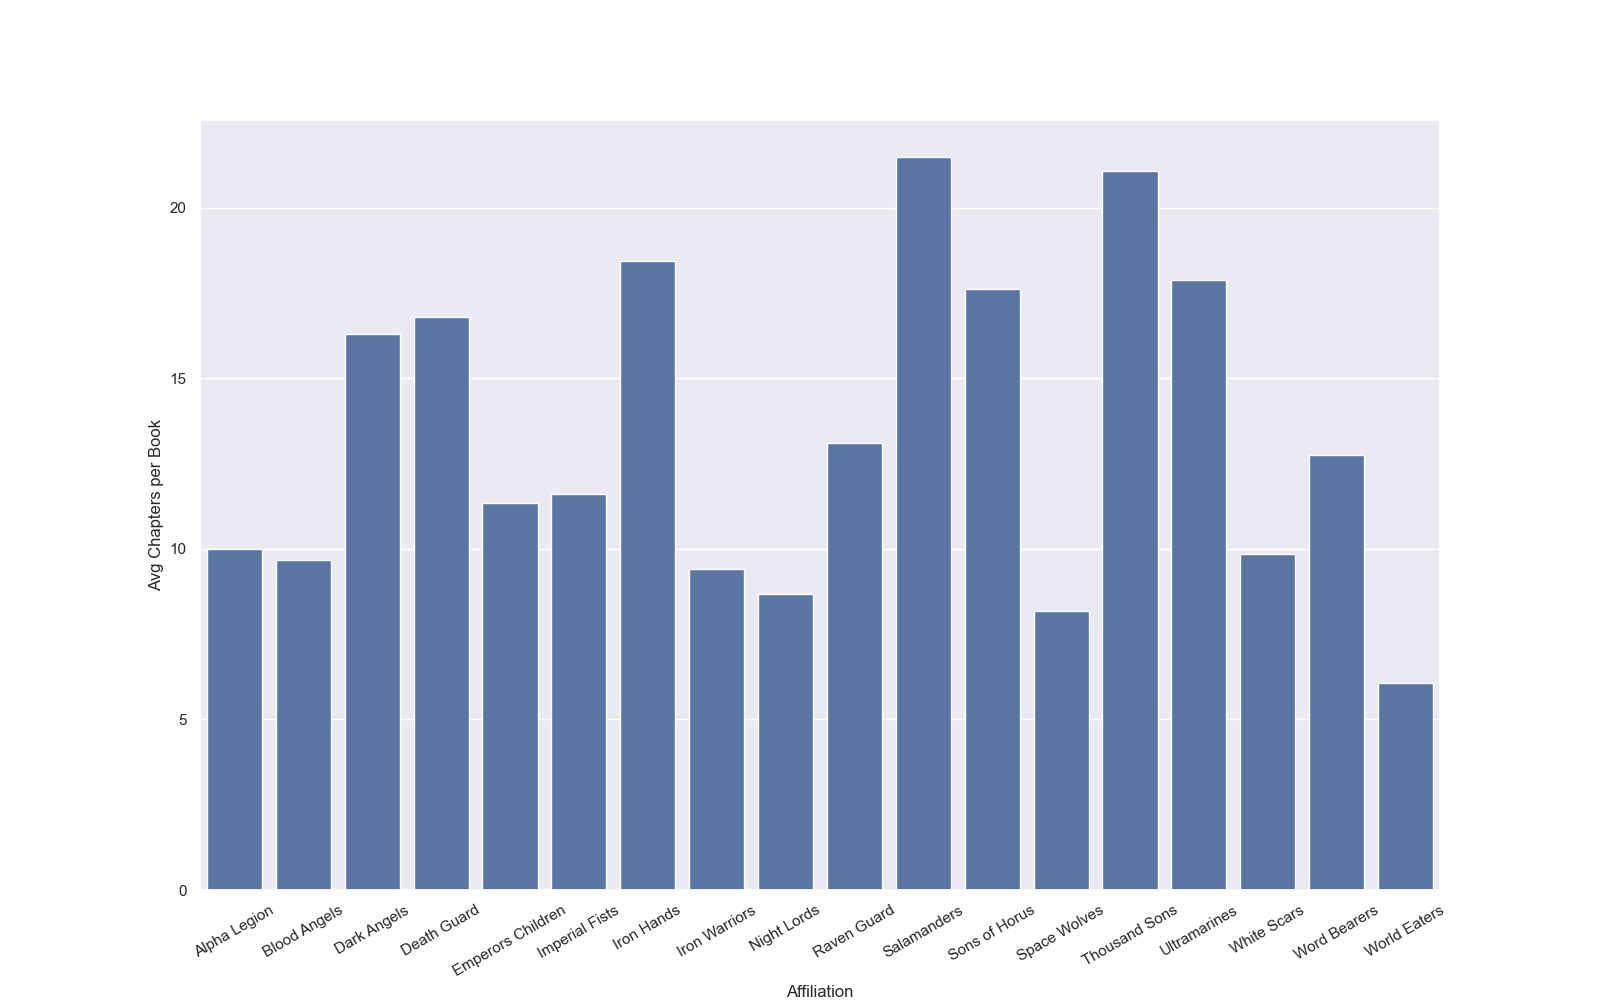 20
15
10
5
0
Avg Chapters per Book
Alpha Legion
Blood Angels
Dark Angels
Death Guard
Emperors Children
Imperial Fists
Iron Hands
Iron Warriors
Night Lords
Raven Guard
Salamanders
Sons of Horus
Space Wolves
Thousand Sons
Ultramarines
White Scars
Word Bearers
World Eaters
Affiliation